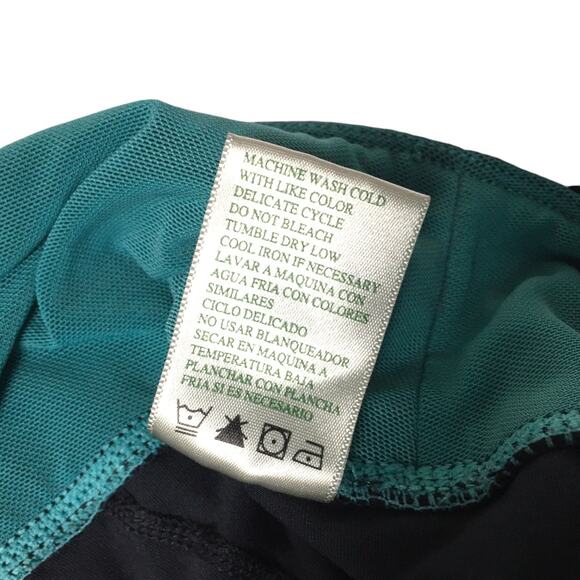 MACHINE WASH COLD
WITH LIKE COLOR
DELICATE CYCLE
DO NOT BLEACH
TUMBLE DRY LOW
COOL IRON IF NECESSARY
LAVAR A MAQUINA CON
AGUA FRIA CON COLORES
SIMILARES
CICLO DELICADO
NO USAR BLANQUEADOR
SECAR EN MAQUINA A
TEMPERATURA BAJA
PLANCHAR CON PLANCHA
FRIA SI ES NECESARIO